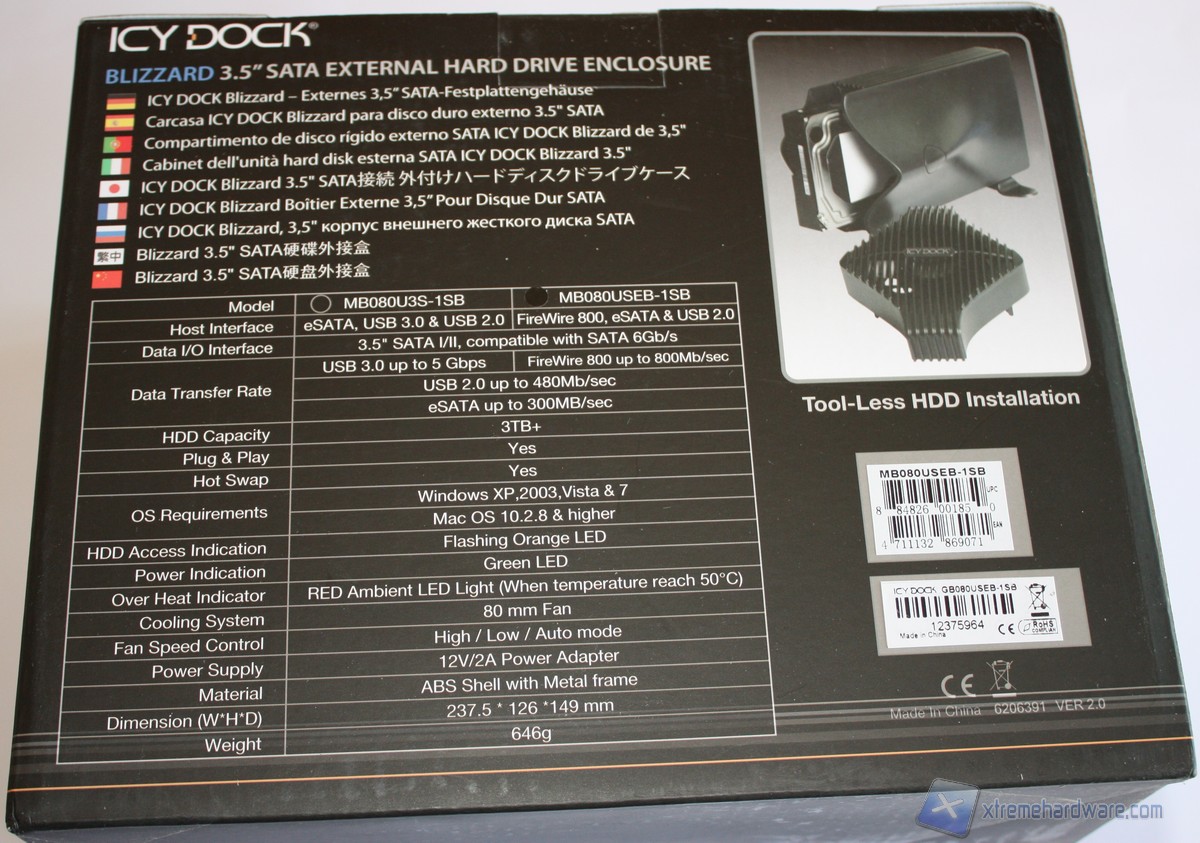 ICY DOCK®
BLIZZARD 3.5" SATA EXTERNAL HARD DRIVE ENCLOSURE
ICY DOCK Blizzard – Externes 3,5" SATA-Festplattengehäuse
Carcasa ICY DOCK Blizzard para disco duro externo 3.5" SATA
Compartimento de disco rígido externo SATA ICY DOCK Blizzard de 3,5"
Cabinet dell'unità hard disk esterna SATA ICY DOCK Blizzard 3.5"
ICY DOCK Blizzard 3.5" SATA接続 外付けハードディスクドライブケース
ICY DOCK Blizzard Boîtier Externe 3,5" Pour Disque Dur SATA
ICY DOCK Blizzard, 3,5" корпус внешнего жесткого диска SATA
繁中 Blizzard 3.5" SATA硬碟外接盒
Blizzard 3.5" SATA硬盘外接盒
Model MB080U3S-1SB MB080USEB-1SB
Host Interface eSATA, USB 3.0 & USB 2.0 FireWire 800, eSATA & USB 2.0
Data I/O Interface 3.5" SATA I/II, compatible with SATA 6Gb/s
Data Transfer Rate USB 3.0 up to 5 Gbps FireWire 800 up to 800Mb/sec
USB 2.0 up to 480Mb/sec
eSATA up to 300MB/sec
HDD Capacity 3TB+
Plug & Play Yes
Hot Swap Yes
OS Requirements Windows XP,2003,Vista & 7
Mac OS 10.2.8 & higher
HDD Access Indication Flashing Orange LED
Power Indication Green LED
Over Heat Indicator RED Ambient LED Light (When temperature reach 50°C)
Cooling System 80 mm Fan
Fan Speed Control High / Low / Auto mode
Power Supply 12V/2A Power Adapter
Material ABS Shell with Metal frame
Dimension (W*H*D) 237.5 * 126 *149 mm
Weight 646g
ICY DOCK
Tool-Less HDD Installation
MB080USEB-1SB
UPC
8 84826 00185 0
EAN
4 711132 869071
ICY DOCK GB080USEB-1SB
12375964
Made in China
CE RoHS
COMPLIANT
CE
Made In China 6206391 VER 2.0
xtremehardware.com